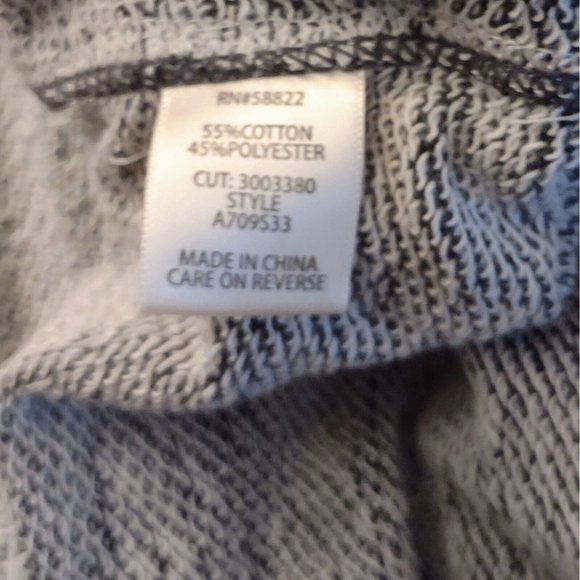 RN#58822
55%COTTON
45%POLYESTER
CUT: 3003380
STYLE
A709S33
MADE IN CHINA
CARE ON REVERSE